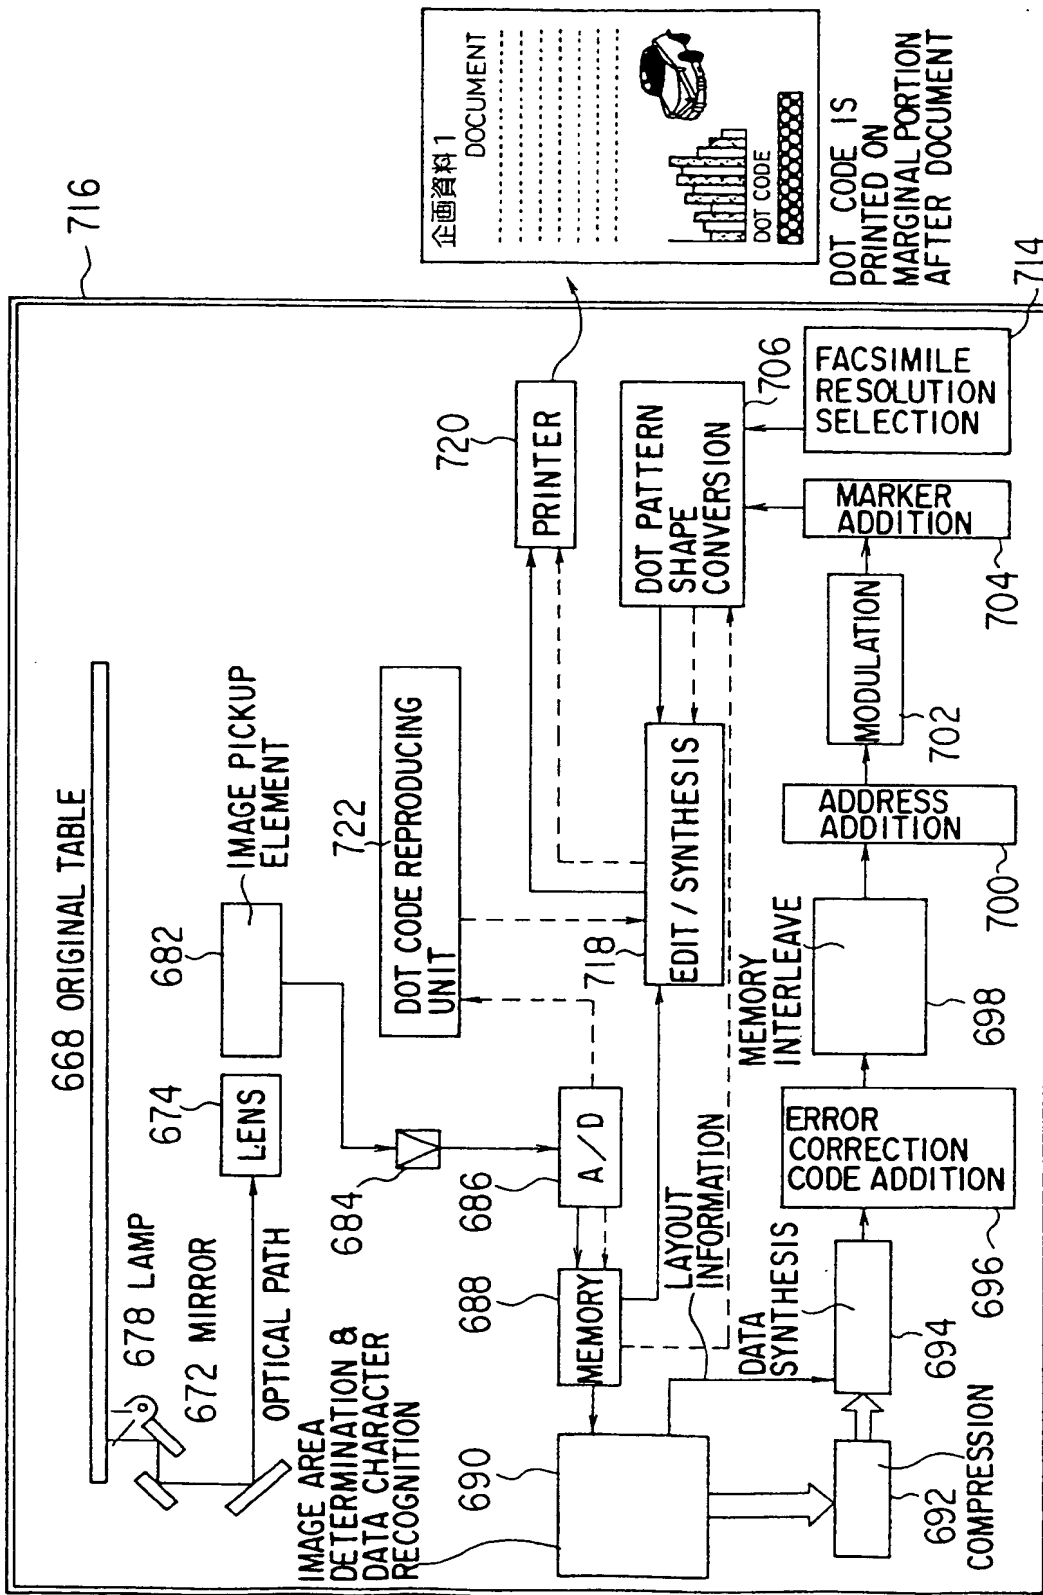 716
668 ORIGINAL TABLE
678 LAMP
672 MIRROR
OPTICAL PATH
674
LENS
682
IMAGE PICKUP
ELEMENT
684
722
DOT CODE REPRODUCING
UNIT
720
PRINTER
企画資料1
DOCUMENT
DOT CODE
DOT CODE IS
PRINTED ON
MARGINAL PORTION
AFTER DOCUMENT
IMAGE AREA
DETERMINATION &
DATA CHARACTER
RECOGNITION
690
688
MEMORY
686
A/D
LAYOUT
INFORMATION
718
EDIT / SYNTHESIS
DOT PATTERN
SHAPE
CONVERSION
706
FACSIMILE
RESOLUTION
SELECTION
714
692
COMPRESSION
DATA
SYNTHESIS
694
ERROR
CORRECTION
CODE ADDITION
696
MEMORY
INTERLEAVE
698
ADDRESS
ADDITION
700
MODULATION
702
MARKER
ADDITION
704